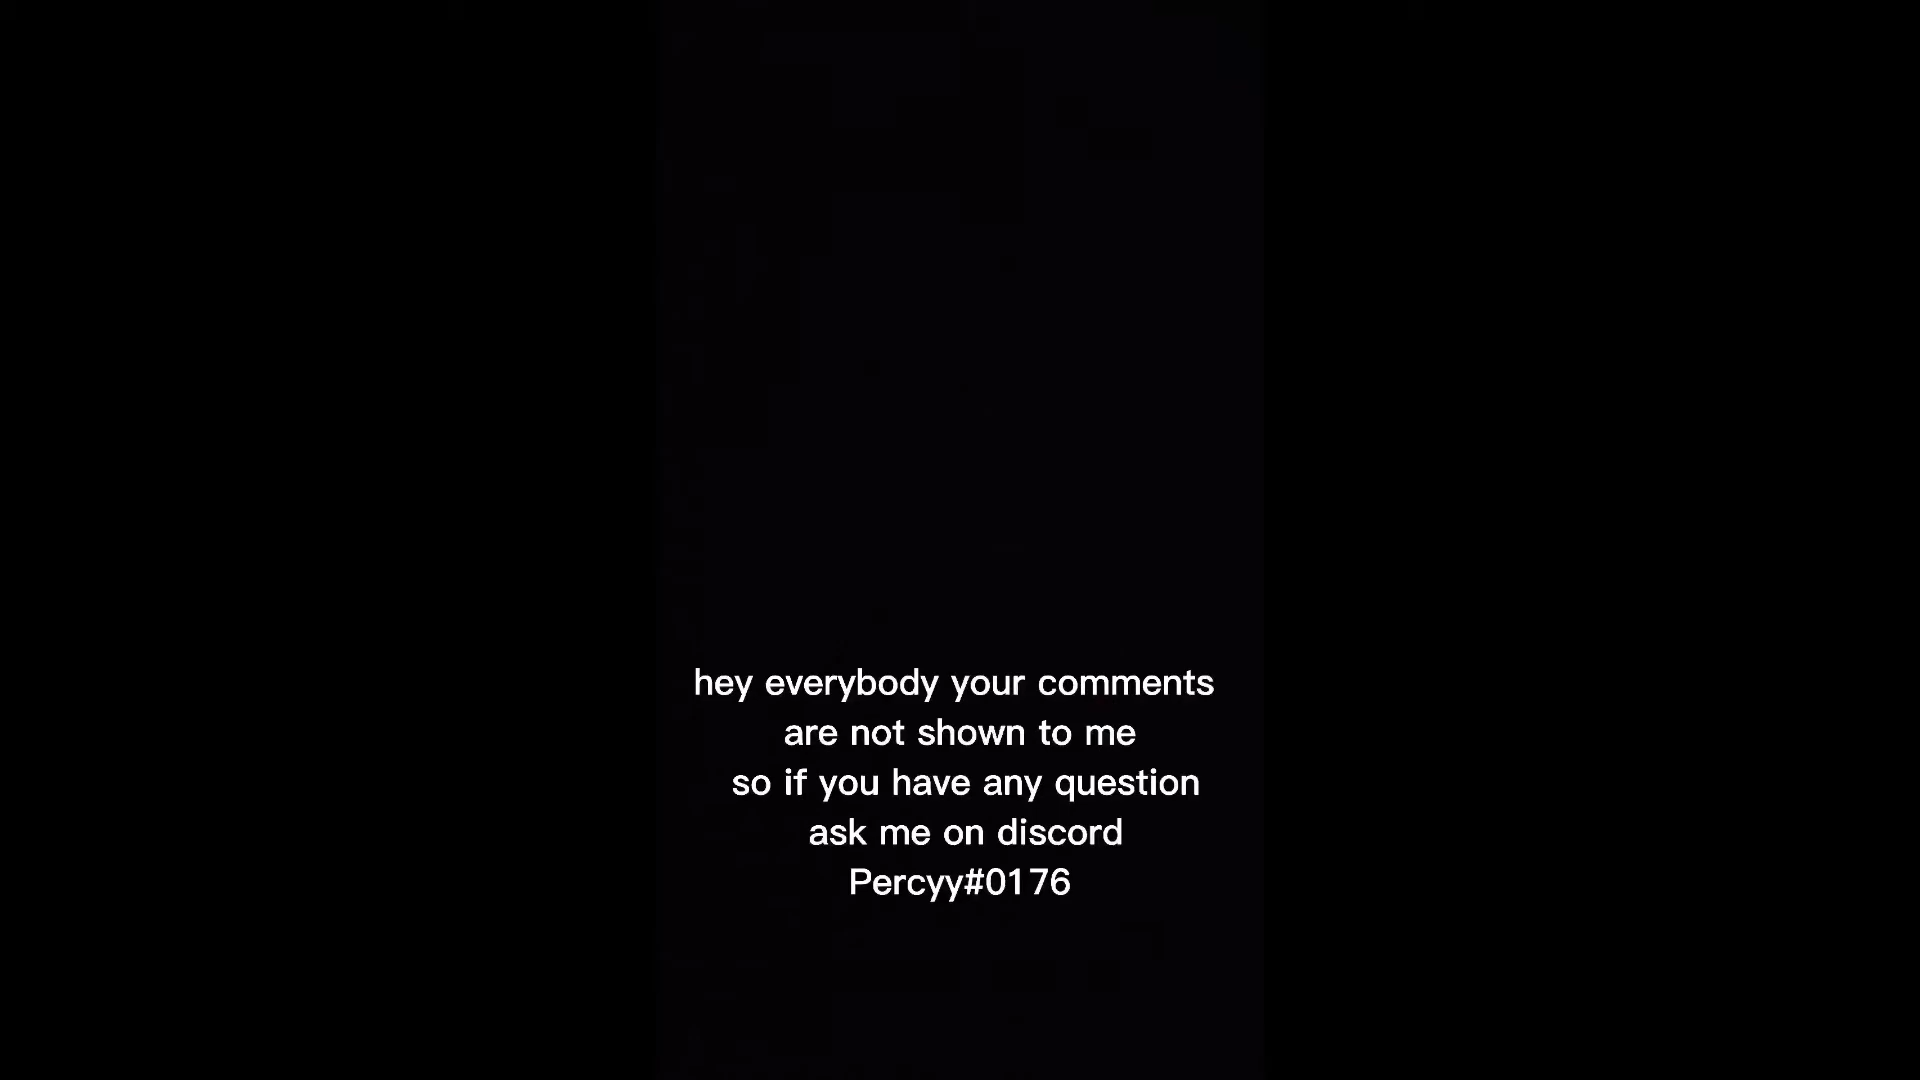 hey everybody your comments
are not shown to me
so if you have any question
ask me on discord
Percyy#0176